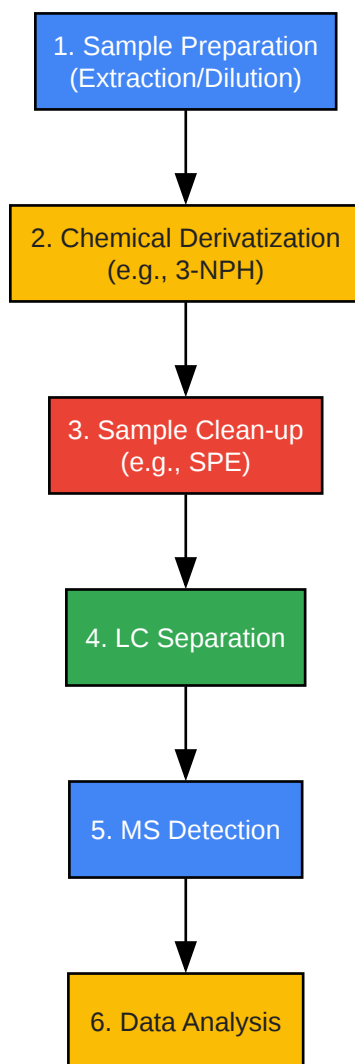 1. Sample Preparation
(Extraction/Dilution)
2. Chemical Derivatization
(e.g., 3-NPH)
3. Sample Clean-up
(e.g., SPE)
4. LC Separation
5. MS Detection
6. Data Analysis